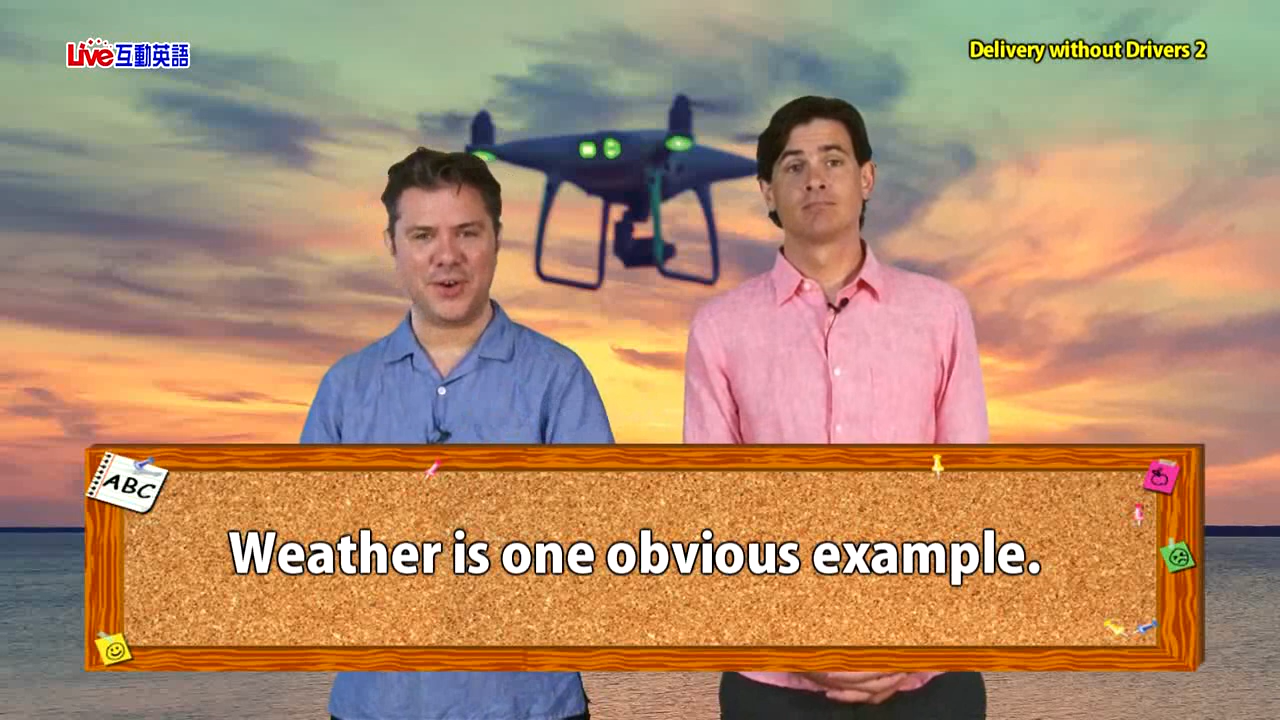 Live互動英語
Delivery without Drivers 2
ABC
Weather is one obvious example.